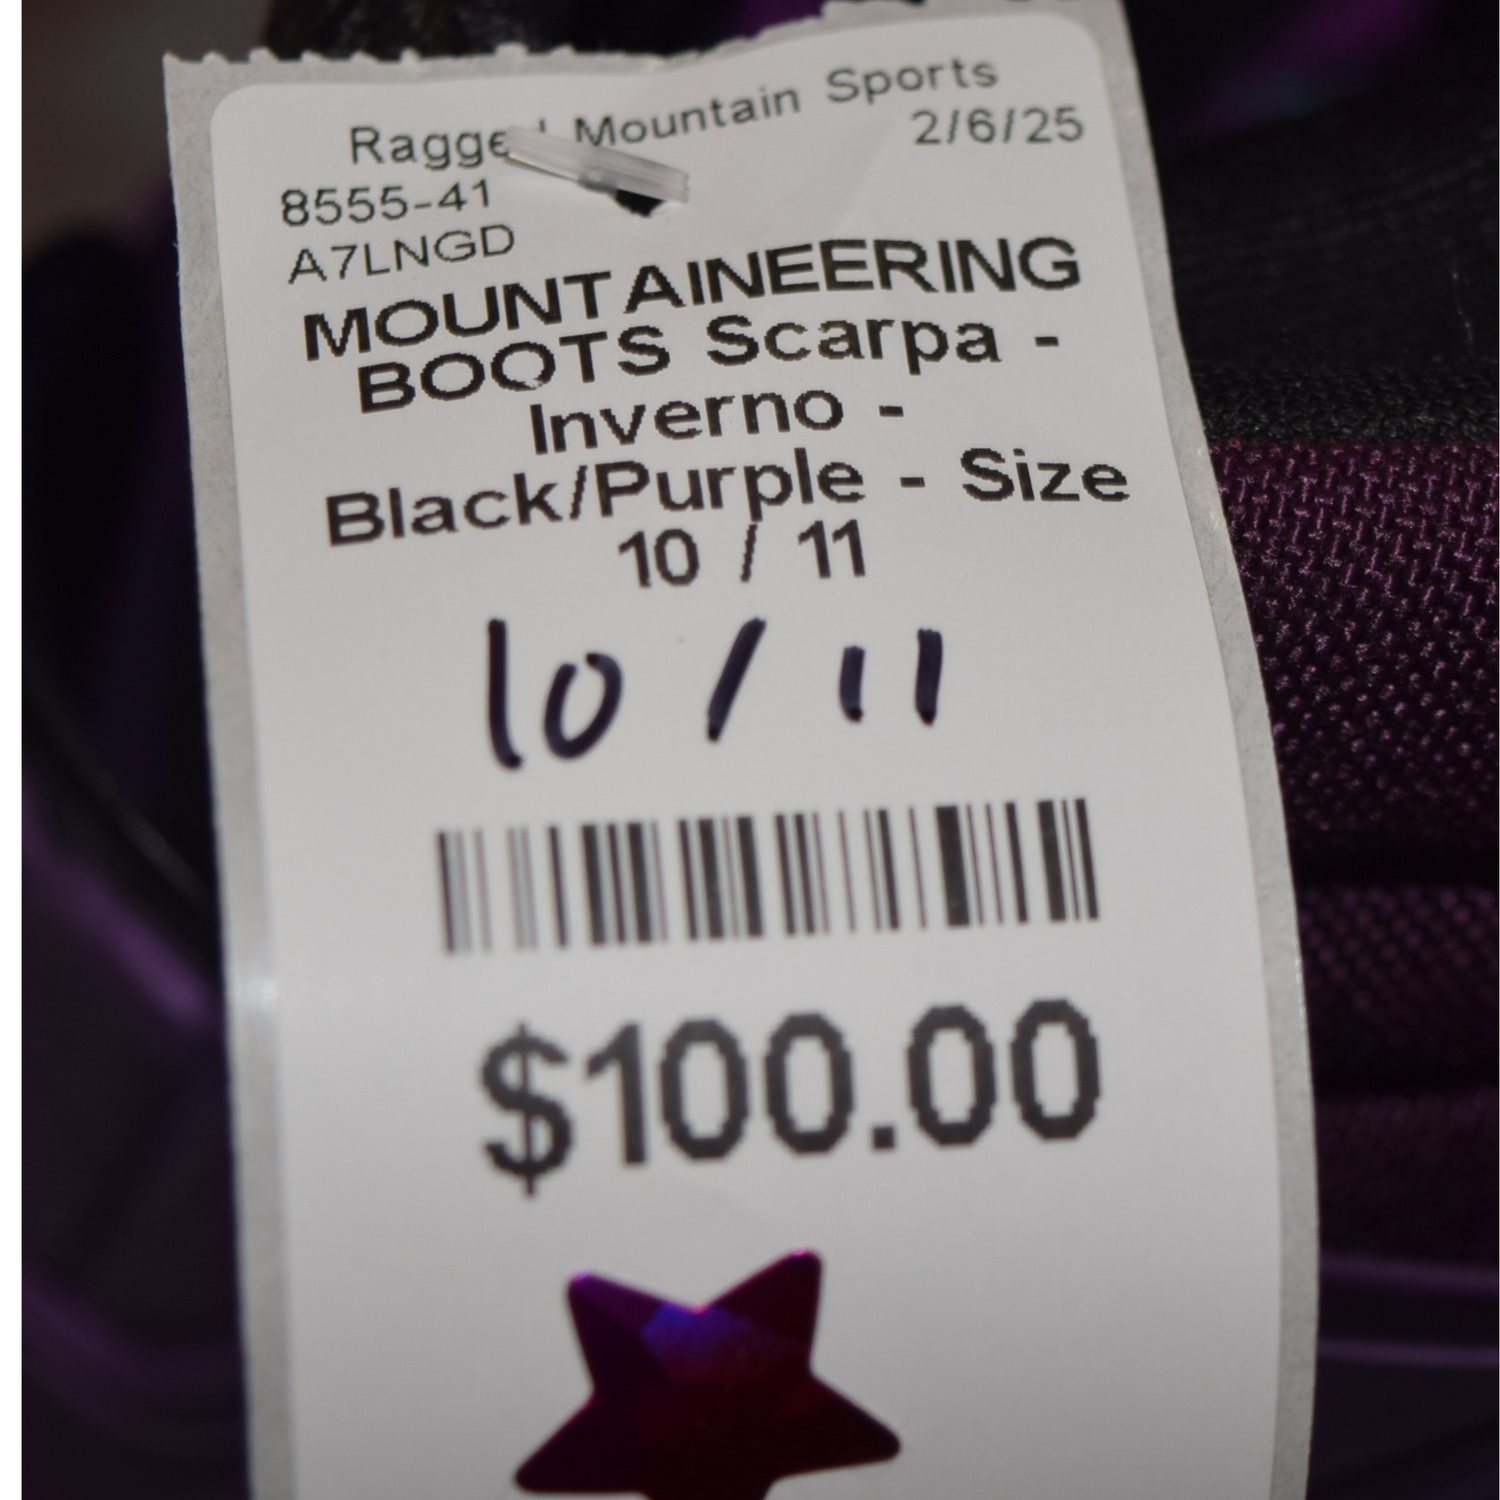 Ragged Mountain Sports
2/6/25
8555-41
A7LNGD
MOUNTAINEERING
BOOTS Scarpa -
Inverno -
Black/Purple - Size
10 / 11
10 / 11
$100.00